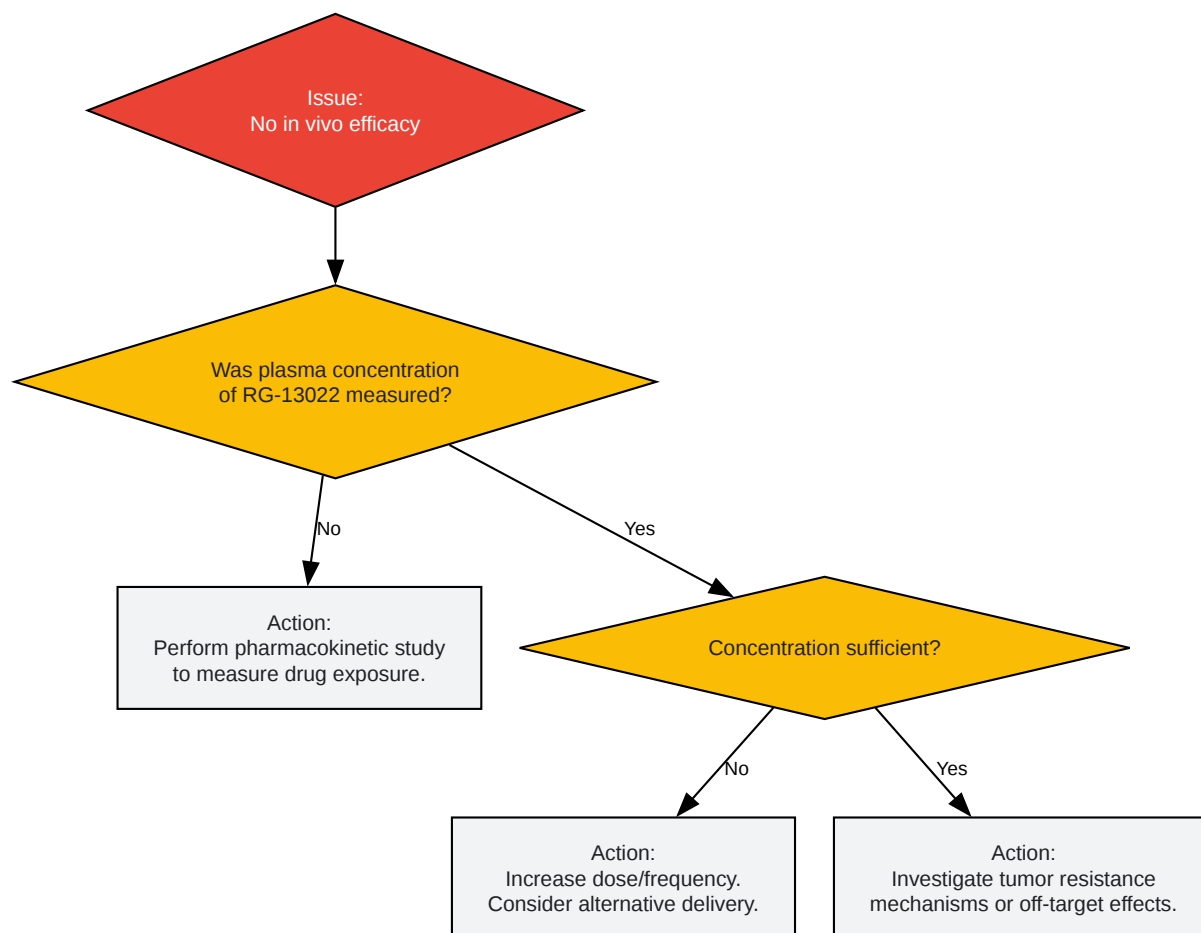 Issue:
No in vivo efficacy
Was plasma concentration
of RG-13022 measured?
No
Yes
Action:
Perform pharmacokinetic study
to measure drug exposure.
Concentration sufficient?
No
Yes
Action:
Increase dose/frequency.
Consider alternative delivery.
Action:
Investigate tumor resistance
mechanisms or off-target effects.